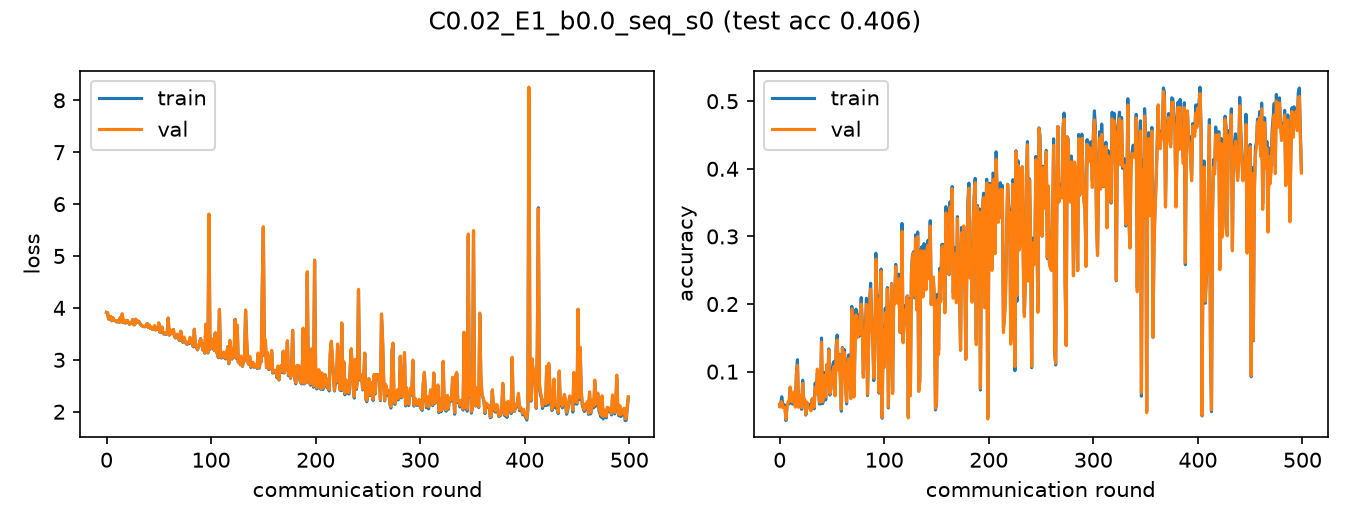 C0.02_E1_b0.0_seq_s0 (test acc 0.406)
train
val
8
7
6
5
4
3
2
loss
0 100 200 300 400 500
communication round
train
val
0.5
0.4
0.3
0.2
0.1
accuracy
0 100 200 300 400 500
communication round